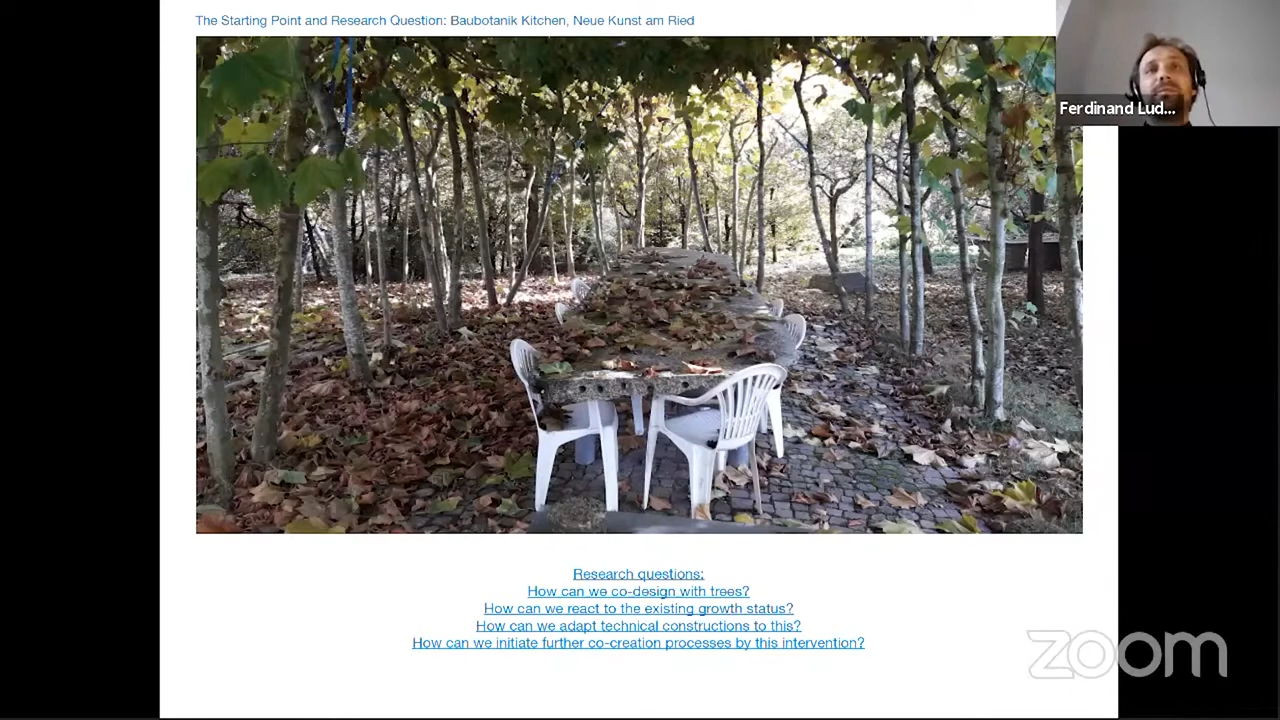 The Starting Point and Research Question: Baubotanik Kitchen, Neue Kunst am Ried
Ferdinand Lud...
Research questions:
How can we co-design with trees?
How can we react to the existing growth status?
How can we adapt technical constructions to this?
How can we initiate further co-creation processes by this intervention?
zoom